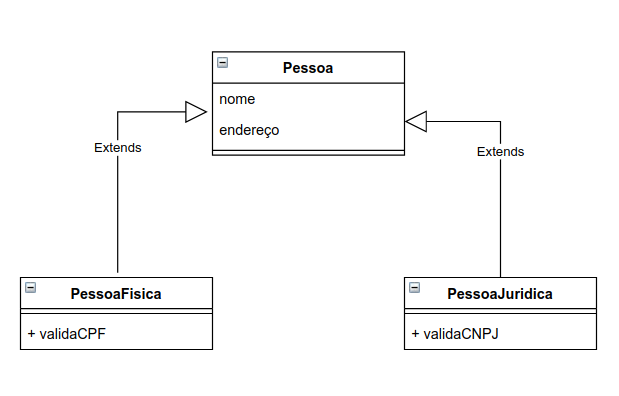 Pessoa
nome
endereço
Extends
Extends
PessoaFisica
+ validaCPF
PessoaJuridica
+ validaCNPJ